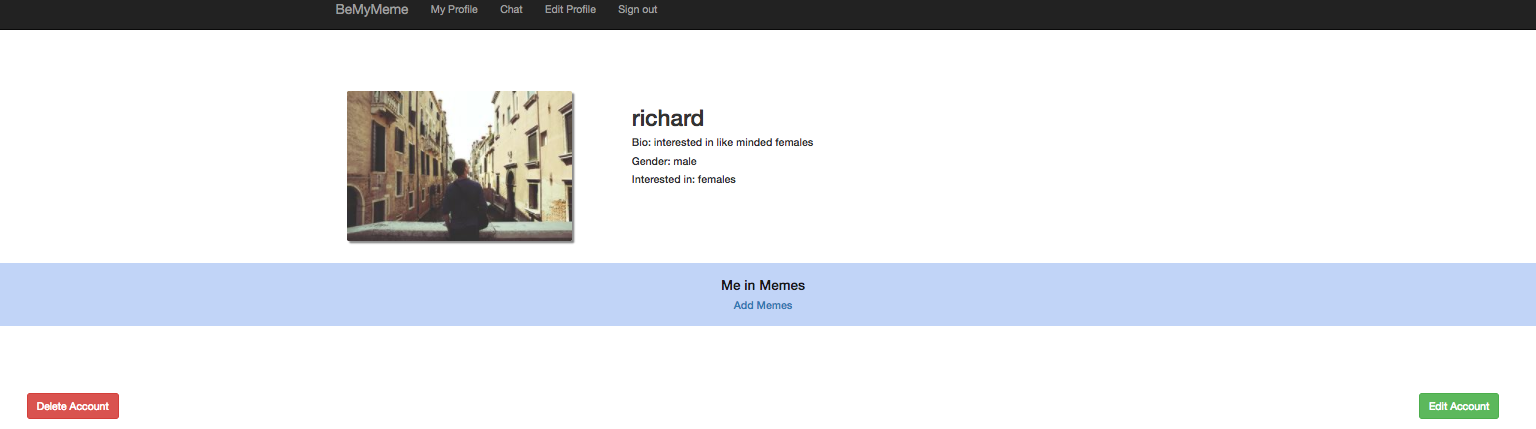 BeMyMeme My Profile Chat Edit Profile Sign out
richard
Bio: interested in like minded females
Gender: male
Interested in: females
Me in Memes
Add Memes
Delete Account Edit Account